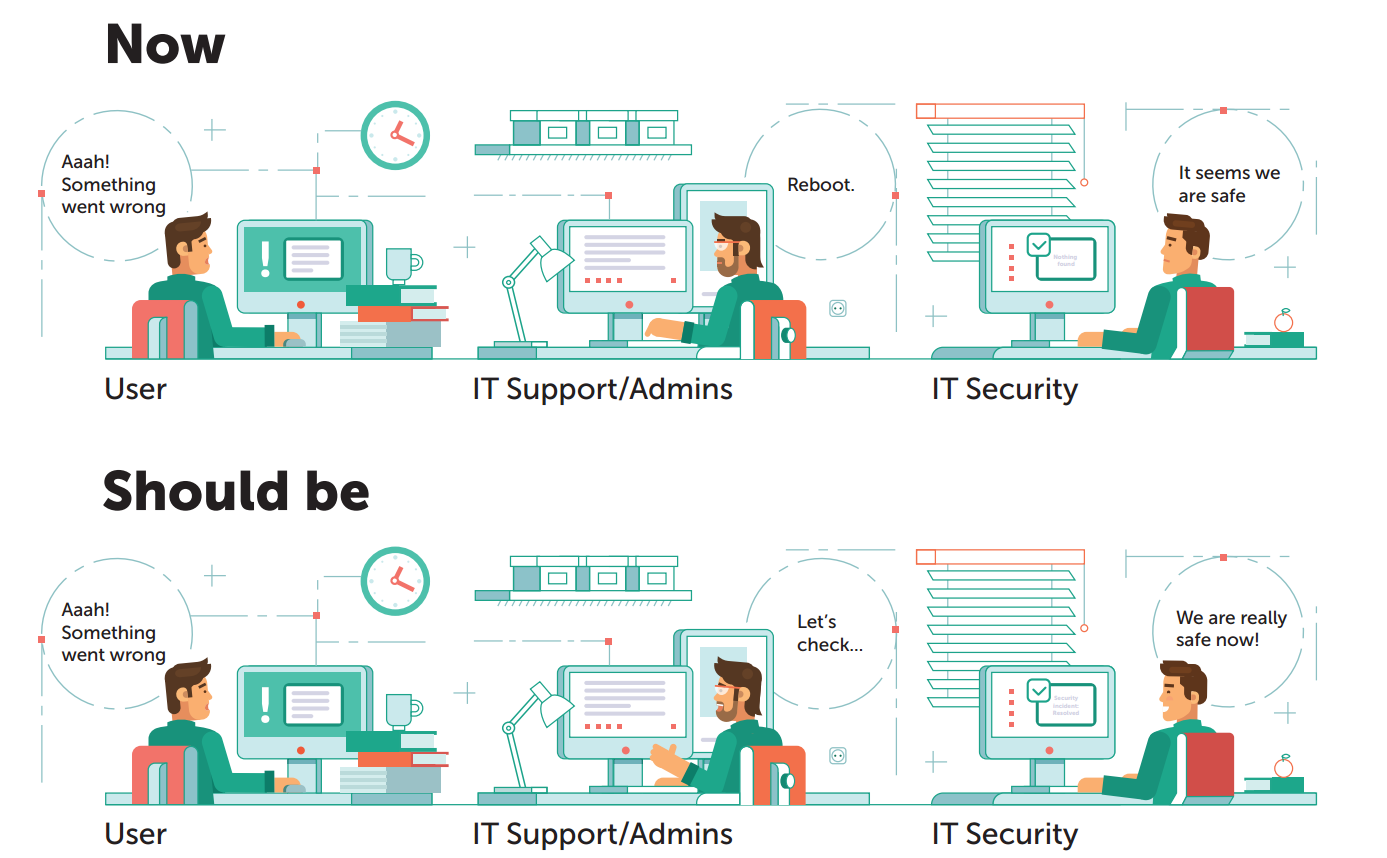 Now
Aaah!
Something
went wrong
Reboot.
It seems we
are safe
Nothing
found
User
IT Support/Admins
IT Security
Should be
Aaah!
Something
went wrong
Let's
check...
We are really
safe now!
Security
incident:
Resolved
User
IT Support/Admins
IT Security